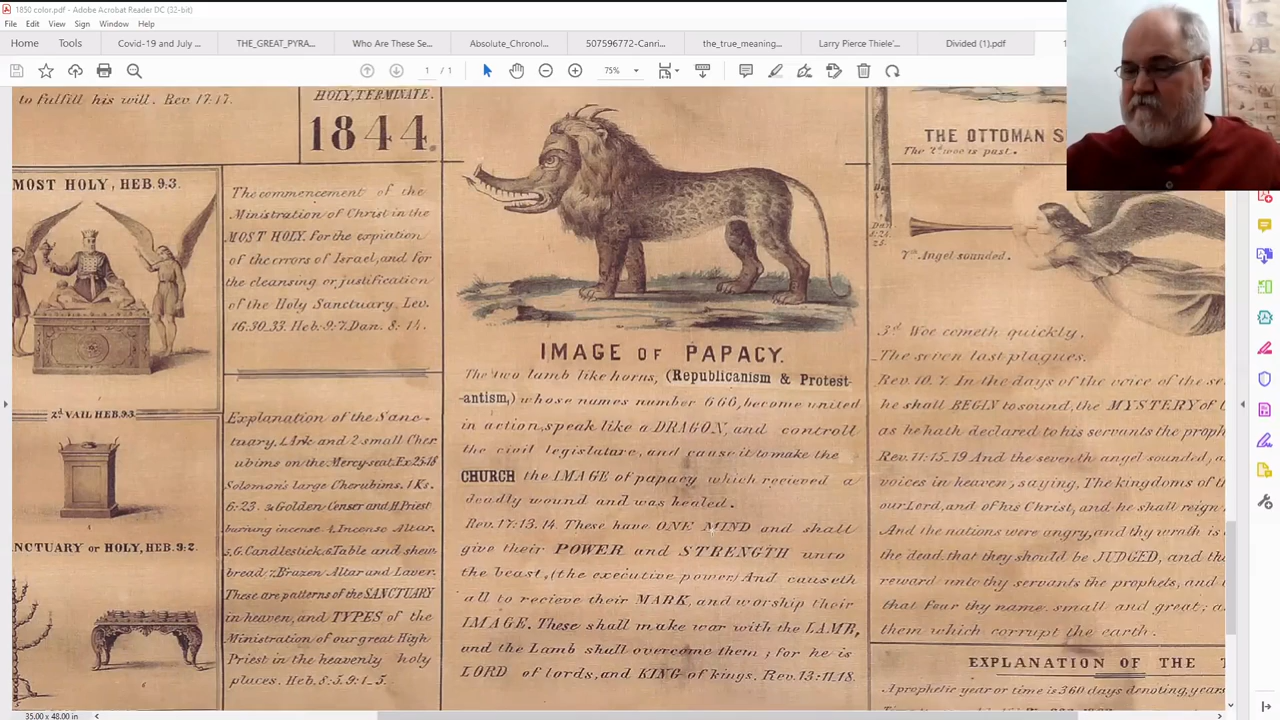 1850 color.pdf - Adobe Acrobat Reader DC (32-bit)
File Edit View Sign Window Help
Home Tools Covid-19 and July ... THE_GREAT_PYRA... Who Are These Se... Absolute_Chronol... 507596772-Canri... the_true_meaning... Larry Pierce Thiele'... Divided (1).pdf
1 / 1 75%
to fulfill his will. Rev 17.17.
HOLY, TERMINATE.
1844.
MOST HOLY, HEB. 9.3.
The commencement of the
Ministration of Christ in the
MOST HOLY. For the expiation
of the errors of Israel, and for
the cleansing or justification
of the Holy Sanctuary, Lev.
16.30.33. Heb. 9:7. Dan. 8: 14.
2d VAIL HEB. 9.3.
4
NCTUARY or HOLY, HEB. 9:2.
6
Explanation of the Sanc-
tuary. 1. Ark and 2 small Cher
ubims on the Mercy-seat. Ex. 25-18
Solomon's large Cherubims. 1 Ks.
6:23. 3. Golden Censer and H. Priest
burning incense. 4. Incense Altar.
5.G. Candlestick. 6. Table and shew
bread 7. Brazen Altar and Laver.
These are patterns of the SANCTUARY
in heaven, and TYPES of the
Ministration of our great High
Priest in the heavenly holy
places. Heb. 8:5. 9:1-5.
IMAGE OF PAPACY.
The two lamb like horns, (Republicanism & Protest-
-antism,) whose names number 666, become united
in action, speak like a DRAGON, and controll
the civil legislature, and cause it to make the
CHURCH the IMAGE of papacy which recieved a
deadly wound and was healed.
Rev. 17:13. 14. These have ONE MIND and shall
give their POWER and STRENGTH unto
the beast, (the executive power) And causeth
all to recieve their MARK, and worship their
IMAGE. These shall make war with the LAMB,
and the Lamb shall overcome them; for he is
LORD of lords, and KING of kings. Rev. 13:11.18.
THE OTTOMAN S
The 2d woe is past.
7th Angel sounded.
3rd Woe cometh quickly.
The seven last plagues.
Rev. 10. 7. In the days of the voice of the se
he shall BEGIN to sound, the MYSTERY of
as he hath declared to his servants the proph
Rev. 11:15.19 And the seventh angel sounded, a
voices in heaven, saying, The kingdoms of t
our Lord, and of his Christ, and he shall reign
And the nations were angry, and thy wrath is
the dead, that they should be JUDGED, and th
reward unto thy servants the prophets, and
that fear thy name small and great; a
them which corrupt the earth.
EXPLANATION OF THE T
A prophetic year or time is 360 days denoting, years
35.00 x 48.00 in